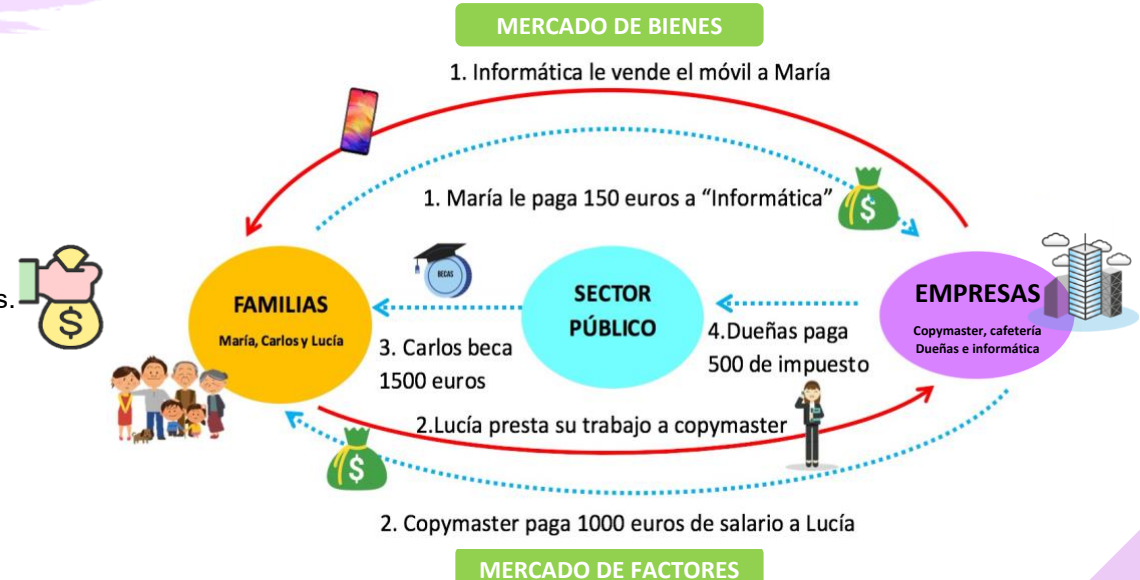 MERCADO DE BIENES
1. Informática le vende el móvil a María
1. María le paga 150 euros a “Informática”
$
BECAS
s.
$
FAMILIAS
María, Carlos y Lucía
SECTOR
PÚBLICO
EMPRESAS
Copymaster, cafetería
Dueñas e informática
3. Carlos beca
1500 euros
4.Dueñas paga
500 de impuesto
2.Lucía presta su trabajo a copymaster
$
2. Copymaster paga 1000 euros de salario a Lucía
MERCADO DE FACTORES